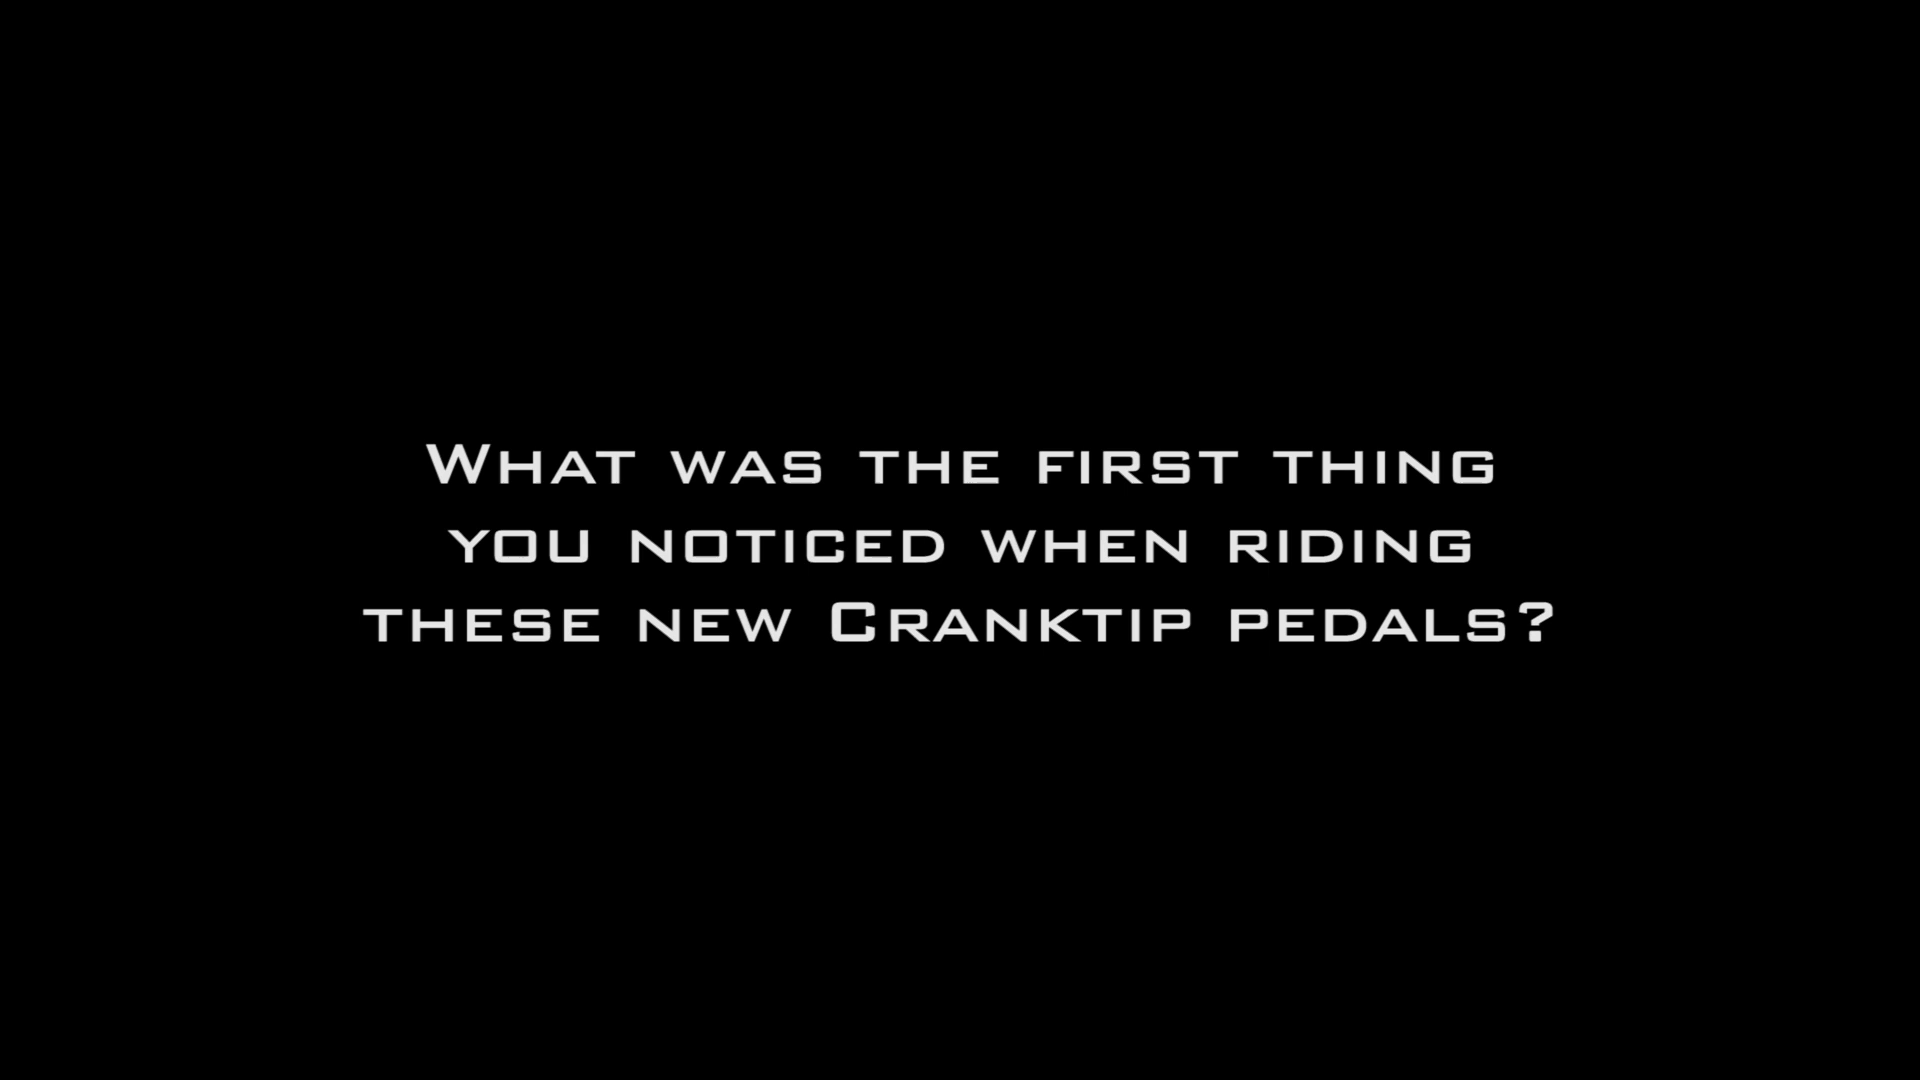 What was the first thing
you noticed when riding
these new Cranktip pedals?